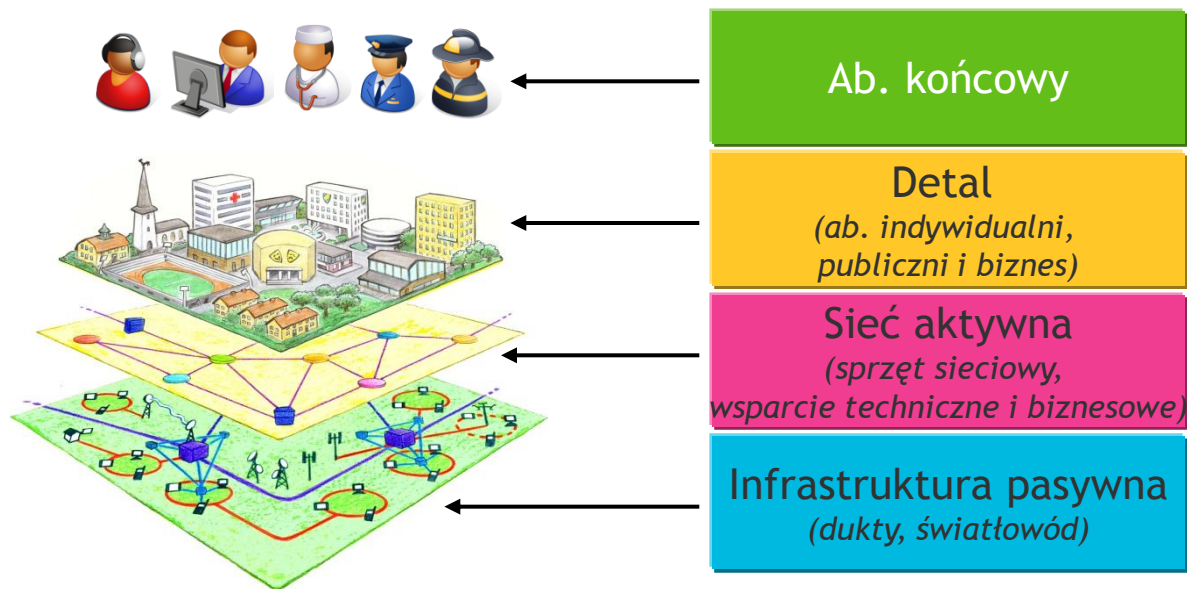 Ab. końcowy
Detal
(ab. indywidualni,
publiczni i biznes)
Sieć aktywna
(sprzęt sieciowy,
wsparcie techniczne i biznesowe)
Infrastruktura pasywna
(dukty, światłowód)